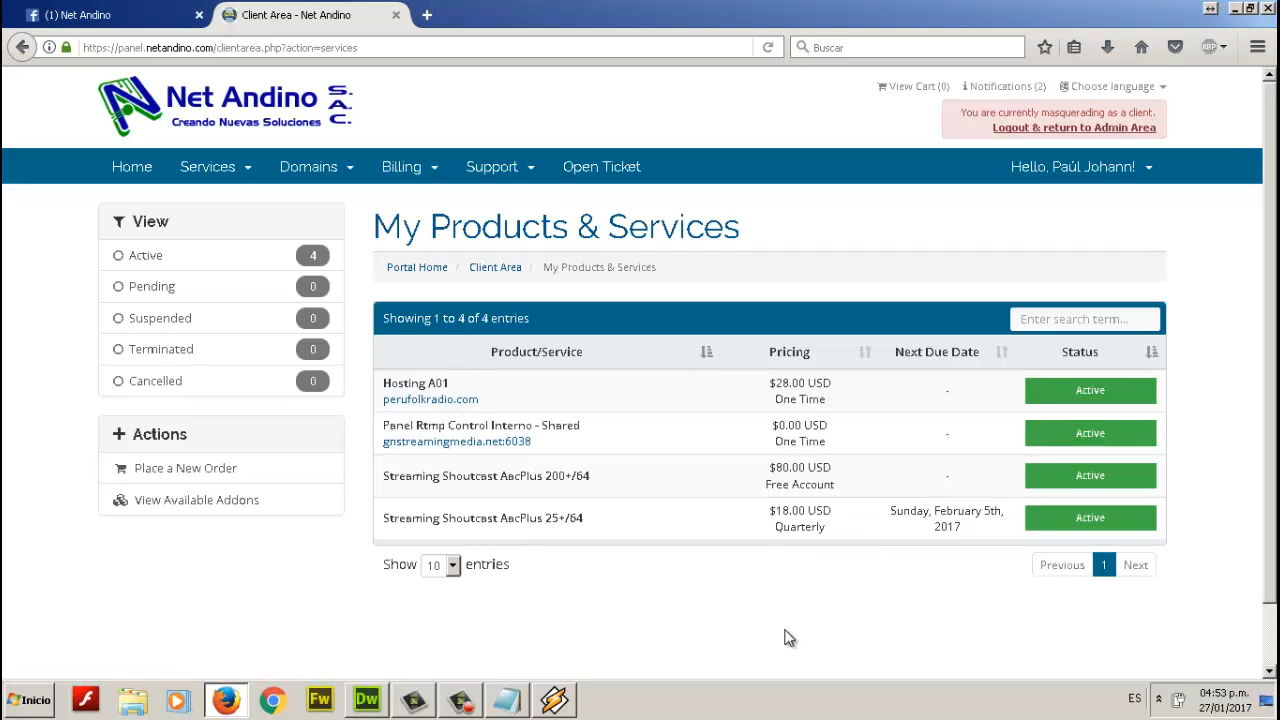 (1) Net Andino
Client Area - Net Andino
https://panel.netandino.com/clientarea.php?action=services
Buscar
ABP
Net Andino S.A.C.
Creando Nuevas Soluciones
View Cart (0)
Notifications (2)
Choose language
You are currently masquerading as a client.
Logout & return to Admin Area
Home
Services
Domains
Billing
Support
Open Ticket
Hello, Paúl Johann!
View
Active 4
Pending 0
Suspended 0
Terminated 0
Cancelled 0
Actions
Place a New Order
View Available Addons
My Products & Services
Portal Home / Client Area / My Products & Services
Showing 1 to 4 of 4 entries
Enter search term...
Product/Service Pricing Next Due Date Status
Hosting A01 $28.00 USD - Active
perufolkradio.com One Time
Panel Rtmp Control Interno - Shared $0.00 USD - Active
gnstreamingmedia.net:6038 One Time
Streaming Shoutcast AacPlus 200+/64 $80.00 USD - Active
Free Account
Streaming Shoutcast AacPlus 25+/64 $18.00 USD Sunday, February 5th, Active
Quarterly 2017
Show 10 entries
Previous 1 Next
Inicio
Fw
Dw
ES
04:53 p.m.
27/01/2017